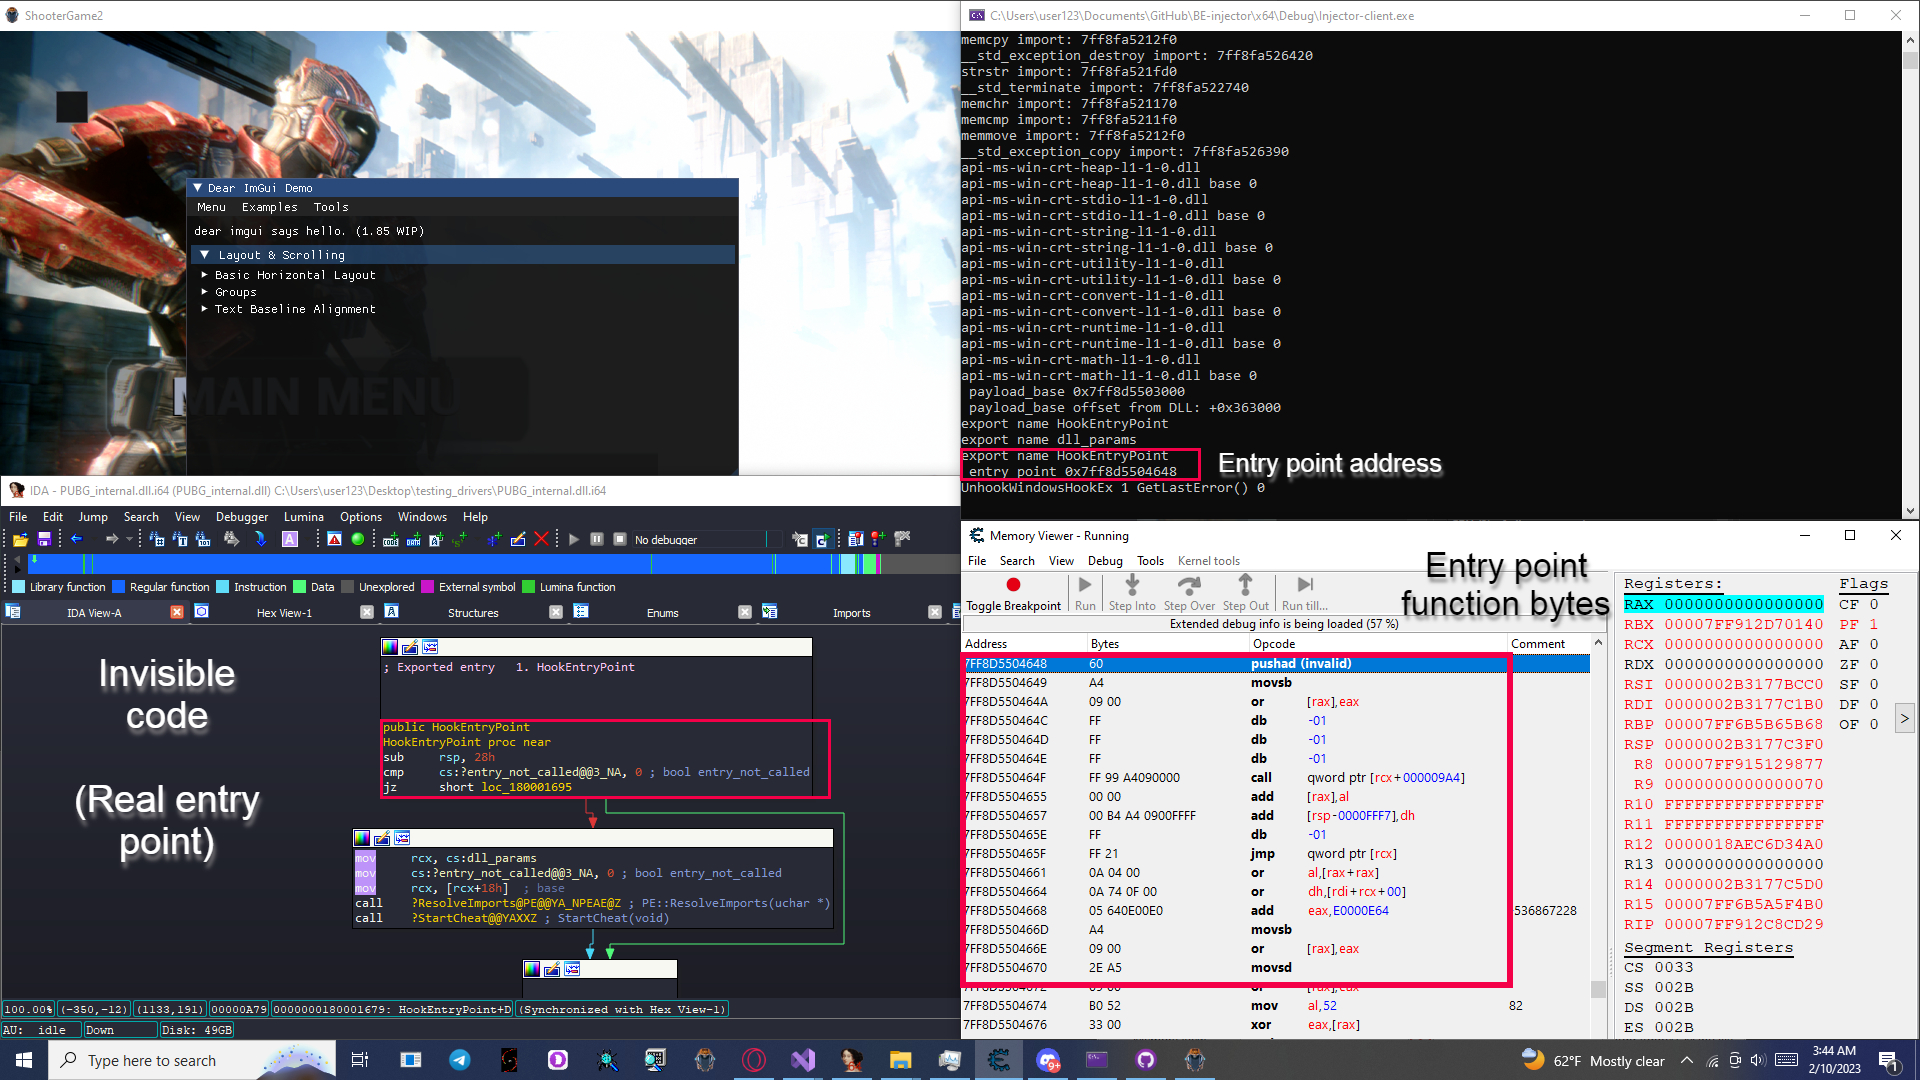 ShooterGame2
Dear ImGui Demo
Menu Examples Tools
dear imgui says hello. (1.85 WIP)
Layout & Scrolling
Basic Horizontal Layout
Groups
Text Baseline Alignment
MAIN MENU
C:\Users\user123\Documents\GitHub\BE-injector\x64\Debug\Injector-client.exe
memcpy import: 7ff8fa5212f0
__std_exception_destroy import: 7ff8fa526420
strstr import: 7ff8fa521fd0
__std_terminate import: 7ff8fa522740
memchr import: 7ff8fa521170
memcmp import: 7ff8fa5211f0
memmove import: 7ff8fa5212f0
__std_exception_copy import: 7ff8fa526390
api-ms-win-crt-heap-l1-1-0.dll
api-ms-win-crt-heap-l1-1-0.dll base 0
api-ms-win-crt-stdio-l1-1-0.dll
api-ms-win-crt-stdio-l1-1-0.dll base 0
api-ms-win-crt-string-l1-1-0.dll
api-ms-win-crt-string-l1-1-0.dll base 0
api-ms-win-crt-utility-l1-1-0.dll
api-ms-win-crt-utility-l1-1-0.dll base 0
api-ms-win-crt-convert-l1-1-0.dll
api-ms-win-crt-convert-l1-1-0.dll base 0
api-ms-win-crt-runtime-l1-1-0.dll
api-ms-win-crt-runtime-l1-1-0.dll base 0
api-ms-win-crt-math-l1-1-0.dll
api-ms-win-crt-math-l1-1-0.dll base 0
payload_base 0x7ff8d5503000
payload_base offset from DLL: +0x363000
export name HookEntryPoint
export name dll_params
export name HookEntryPoint
entry point 0x7ff8d5504648
UnhookWindowsHookEx 1 GetLastError() 0
Entry point address
IDA - PUBG_internal.dll.i64 (PUBG_internal.dll) C:\Users\user123\Desktop\testing_drivers\PUBG_internal.dll.i64
File Edit Jump Search View Debugger Lumina Options Windows Help
No debugger
Library function Regular function Instruction Data Unexplored External symbol Lumina function
IDA View-A Hex View-1 Structures Enums Imports
Invisible
code
(Real entry
point)
; Exported entry 1. HookEntryPoint
public HookEntryPoint
HookEntryPoint proc near
sub rsp, 28h
cmp cs:?entry_not_called@@3_NA, 0 ; bool entry_not_called
jz short loc_180001695
mov rcx, cs:dll_params
mov cs:?entry_not_called@@3_NA, 0 ; bool entry_not_called
mov rcx, [rcx+18h] ; base
call ?ResolveImports@PE@@YA_NPEAE@Z ; PE::ResolveImports(uchar *)
call ?StartCheat@@YAXXZ ; StartCheat(void)
100.00% (-350,-12) (1133,191) 00000A79 0000000180001679: HookEntryPoint+D (Synchronized with Hex View-1)
AU: idle Down Disk: 49GB
Memory Viewer - Running
File Search View Debug Tools Kernel tools
Toggle Breakpoint Run Step Into Step Over Step Out Run till...
Entry point
function bytes
Extended debug info is being loaded (57 %)
Address Bytes Opcode Comment
7FF8D5504648 60 pushad (invalid)
7FF8D5504649 A4 movsb
7FF8D550464A 09 00 or [rax],eax
7FF8D550464C FF db -01
7FF8D550464D FF db -01
7FF8D550464E FF db -01
7FF8D550464F FF 99 A4090000 call qword ptr [rcx+000009A4]
7FF8D5504655 00 00 add [rax],al
7FF8D5504657 00 B4 A4 0900FFFF add [rsp-0000FFF7],dh
7FF8D550465E FF db -01
7FF8D550465F FF 21 jmp qword ptr [rcx]
7FF8D5504661 0A 04 00 or al,[rax+rax]
7FF8D5504664 0A 74 0F 00 or dh,[rdi+rcx+00]
7FF8D5504668 05 640E00E0 add eax,E0000E64 536867228
7FF8D550466D A4 movsb
7FF8D550466E 09 00 or [rax],eax
7FF8D5504670 2E A5 movsd
7FF8D5504672 09 00 or [rax],eax
7FF8D5504674 B0 52 mov al,52 82
7FF8D5504676 33 00 xor eax,[rax]
Registers: Flags
RAX 0000000000000000 CF 0
RBX 00007FF912D70140 PF 1
RCX 0000000000000000 AF 0
RDX 0000000000000000 ZF 0
RSI 0000002B3177BCC0 SF 0
RDI 0000002B3177C1B0 DF 0
RBP 00007FF6B5B65B68 OF 0
RSP 0000002B3177C3F0
R8 00007FF915129877
R9 0000000000000070
R10 FFFFFFFFFFFFFFFF
R11 FFFFFFFFFFFFFFFF
R12 0000018AEC6D34A0
R13 0000000000000000
R14 0000002B3177C5D0
R15 00007FF6B5A5F4B0
RIP 00007FF912C8CD29
Segment Registers
CS 0033
SS 002B
DS 002B
ES 002B
>
Type here to search
9+
62°F Mostly clear
3:44 AM
2/10/2023
1